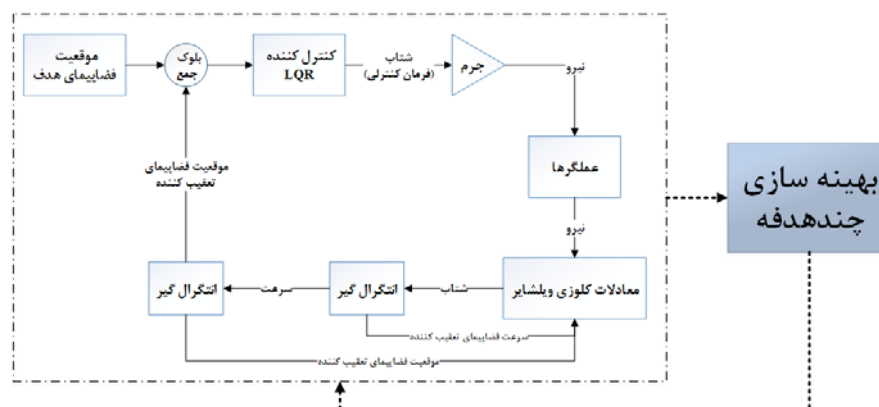 موقعیت
فضاپیمای هدف
بلوک
جمع
کنترل کننده
LQR
شتاب
(فرمان کنترلی)
جرم
نیرو
عملگرها
نیرو
معادلات کلوزی ویلشایر
شتاب
انتگرال گیر
سرعت
انتگرال گیر
موقعیت فضاپیمای
تعقیب کننده
سرعت فضاپیمای تعقیب کننده
موقعیت فضاپیمای تعقیب کننده
بهینه سازی
چندهدفه